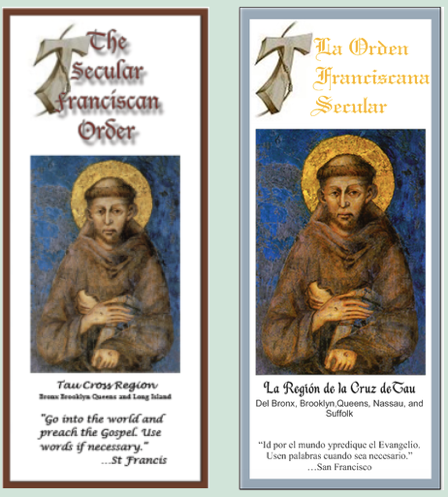 The
Secular
Franciscan
Order
Tau Cross Region
Bronx Brooklyn Queens and Long Island
"Go into the world and
preach the Gospel. Use
words if necessary."
...St Francis
La Orden
Franciscana
Secular
La Región de la Cruz deTau
Del Bronx, Brooklyn,Queens, Nassau, and
Suffolk
“Id por el mundo ypredique el Evangelio.
Usen palabras cuando sea necesario.”
…San Francisco